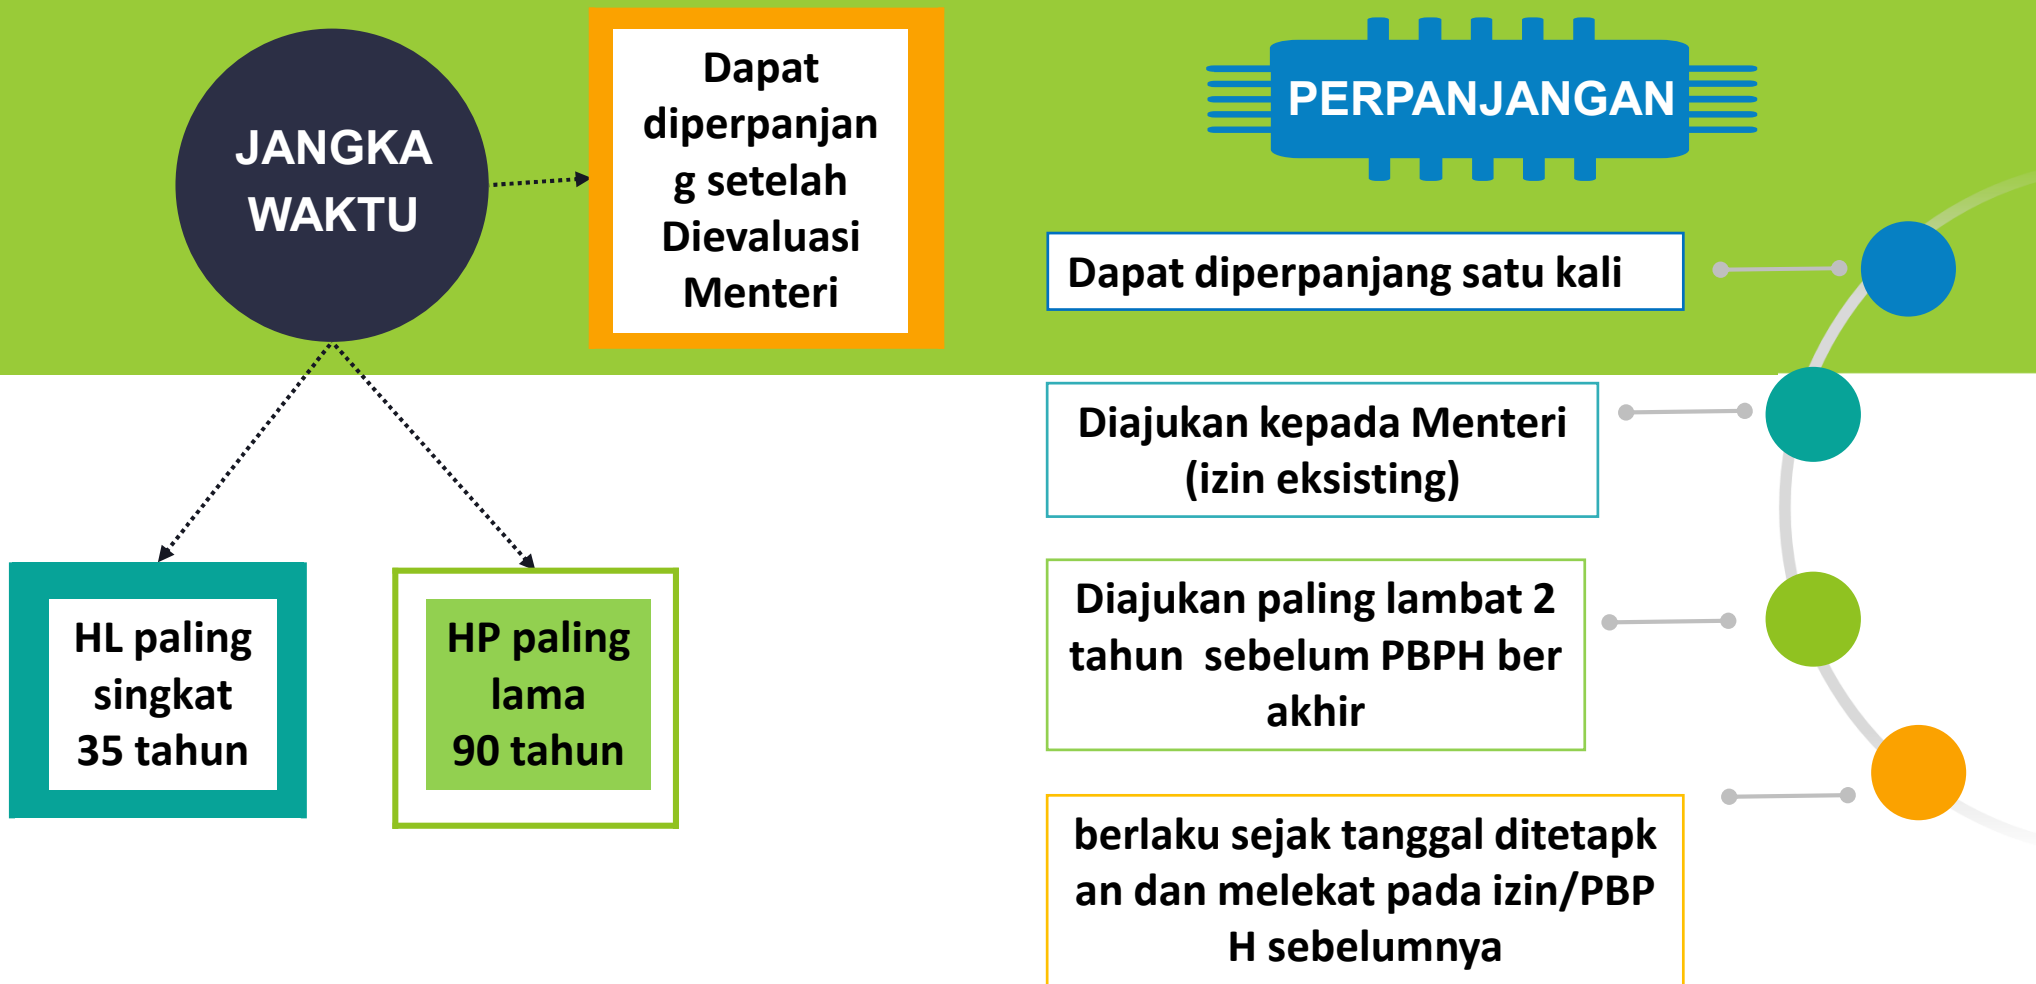 JANGKA
WAKTU
Dapat
diperpanjan
g setelah
Dievaluasi
Menteri
HL paling
singkat
35 tahun
HP paling
lama
90 tahun
PERPANJANGAN
Dapat diperpanjang satu kali
Diajukan kepada Menteri
(izin eksisting)
Diajukan paling lambat 2
tahun  sebelum PBPH ber
akhir
berlaku sejak tanggal ditetapk
an dan melekat pada izin/PBP
H sebelumnya